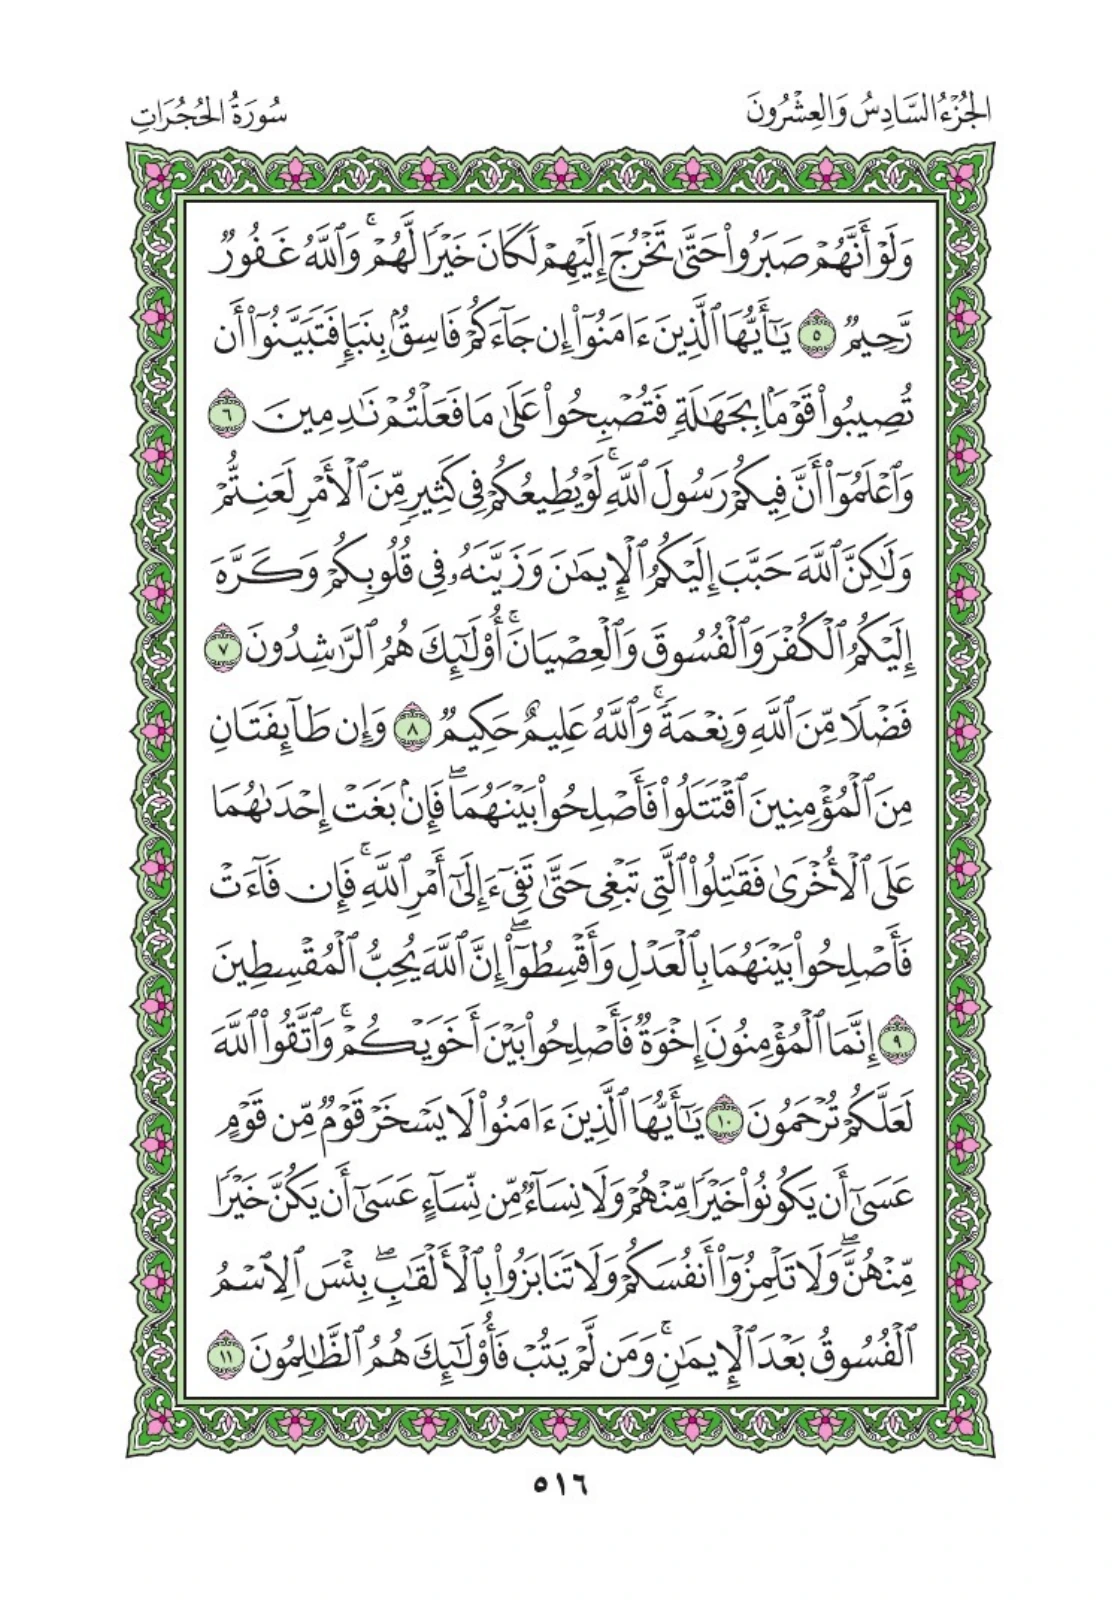 الجُزْءُ السَّادِسُ وَالعِشْرُونَ
سُورَةُ الحُجُرَاتِ
وَلَوْ أَنَّهُمْ صَبَرُوا۟ حَتَّىٰ تَخْرُجَ إِلَيْهِمْ لَكَانَ خَيْرًا لَّهُمْ ۚ وَٱللَّهُ غَفُورٌ
رَّحِيمٌ ٥ يَـٰٓأَيُّهَا ٱلَّذِينَ ءَامَنُوٓا۟ إِن جَآءَكُمْ فَاسِقٌۢ بِنَبَإٍ فَتَبَيَّنُوٓا۟ أَن
تُصِيبُوا۟ قَوْمًۢا بِجَهَـٰلَةٍ فَتُصْبِحُوا۟ عَلَىٰ مَا فَعَلْتُمْ نَـٰدِمِينَ ٦
وَٱعْلَمُوٓا۟ أَنَّ فِيكُمْ رَسُولَ ٱللَّهِ ۚ لَوْ يُطِيعُكُمْ فِى كَثِيرٍ مِّنَ ٱلْأَمْرِ لَعَنِتُّمْ
وَلَـٰكِنَّ ٱللَّهَ حَبَّبَ إِلَيْكُمُ ٱلْإِيمَـٰنَ وَزَيَّنَهُۥ فِى قُلُوبِكُمْ وَكَرَّهَ
إِلَيْكُمُ ٱلْكُفْرَ وَٱلْفُسُوقَ وَٱلْعِصْيَانَ ۚ أُو۟لَـٰٓئِكَ هُمُ ٱلرَّٰشِدُونَ ٧
فَضْلًا مِّنَ ٱللَّهِ وَنِعْمَةً ۚ وَٱللَّهُ عَلِيمٌ حَكِيمٌ ٨ وَإِن طَآئِفَتَانِ
مِنَ ٱلْمُؤْمِنِينَ ٱقْتَتَلُوا۟ فَأَصْلِحُوا۟ بَيْنَهُمَا ۖ فَإِنۢ بَغَتْ إِحْدَىٰهُمَا
عَلَى ٱلْأُخْرَىٰ فَقَـٰتِلُوا۟ ٱلَّتِى تَبْغِى حَتَّىٰ تَفِىٓءَ إِلَىٰٓ أَمْرِ ٱللَّهِ ۚ فَإِن فَآءَتْ
فَأَصْلِحُوا۟ بَيْنَهُمَا بِٱلْعَدْلِ وَأَقْسِطُوٓا۟ ۖ إِنَّ ٱللَّهَ يُحِبُّ ٱلْمُقْسِطِينَ
٩ إِنَّمَا ٱلْمُؤْمِنُونَ إِخْوَةٌ فَأَصْلِحُوا۟ بَيْنَ أَخَوَيْكُمْ ۚ وَٱتَّقُوا۟ ٱللَّهَ
لَعَلَّكُمْ تُرْحَمُونَ ١٠ يَـٰٓأَيُّهَا ٱلَّذِينَ ءَامَنُوا۟ لَا يَسْخَرْ قَوْمٌ مِّن قَوْمٍ
عَسَىٰٓ أَن يَكُونُوا۟ خَيْرًا مِّنْهُمْ وَلَا نِسَآءٌ مِّن نِّسَآءٍ عَسَىٰٓ أَن يَكُنَّ خَيْرًا
مِّنْهُنَّ ۖ وَلَا تَلْمِزُوٓا۟ أَنفُسَكُمْ وَلَا تَنَابَزُوا۟ بِٱلْأَلْقَـٰبِ ۖ بِئْسَ ٱلِٱسْمُ
ٱلْفُسُوقُ بَعْدَ ٱلْإِيمَـٰنِ ۚ وَمَن لَّمْ يَتُبْ فَأُو۟لَـٰٓئِكَ هُمُ ٱلظَّـٰلِمُونَ ١١
٥١٦